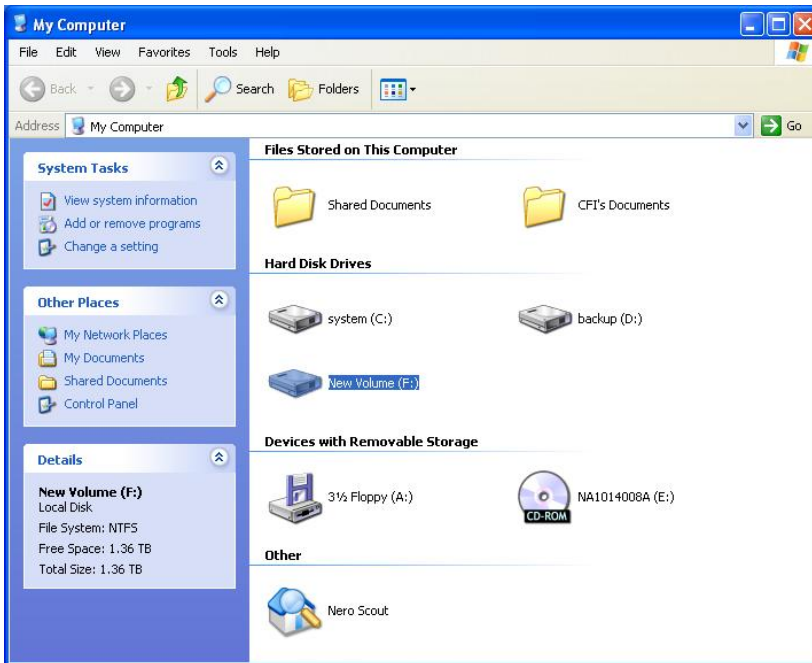 My Computer
File Edit View Favorites Tools Help
Back Search Folders
Address My Computer Go
System Tasks
View system information
Add or remove programs
Change a setting
Other Places
My Network Places
My Documents
Shared Documents
Control Panel
Details
New Volume (F:)
Local Disk
File System: NTFS
Free Space: 1.36 TB
Total Size: 1.36 TB
Files Stored on This Computer
Shared Documents CFI's Documents
Hard Disk Drives
system (C:) backup (D:)
New Volume (F:)
Devices with Removable Storage
3½ Floppy (A:) CD-ROM NA1014008A (E:)
Other
Nero Scout